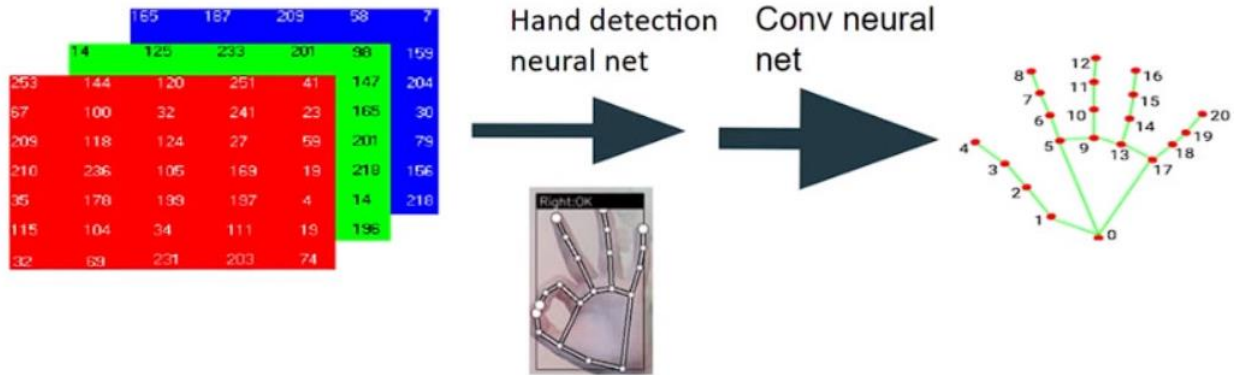 165 187 209 58 7
14 125 233 201 98 159
253 144 120 251 41 147 204
67 100 32 241 23 165 30
209 118 124 27 59 201 79
210 236 105 169 19 218 156
35 178 199 197 4 14 218
115 104 34 111 19 196
32 69 231 203 74
Hand detection
neural net
Right:OK
Conv neural
net
12
8
16
11
7
15
20
10
6
14
19
4
5
9
13
18
3
17
2
1
0